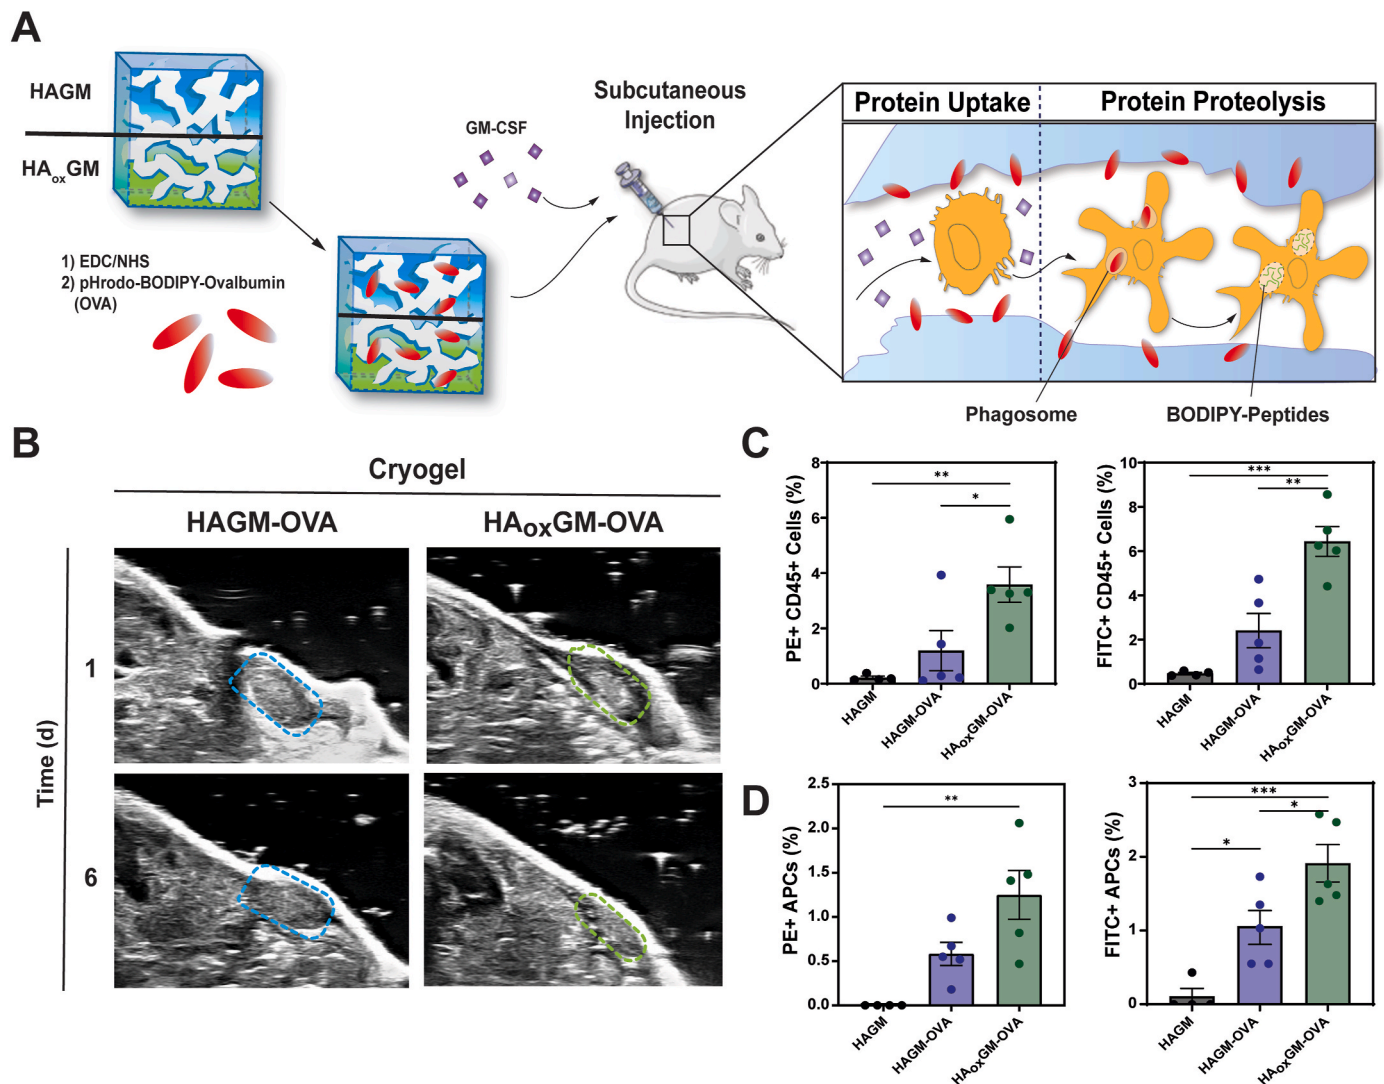 A
HAGM
HAoxGM
1) EDC/NHS
2) pHrodo-BODIPY-Ovalbumin
(OVA)
GM-CSF
Subcutaneous
Injection
Protein Uptake
Protein Proteolysis
Phagosome
BODIPY-Peptides
B
Cryogel
HAGM-OVA
HAoxGM-OVA
Time (d)
1
6
C
PE+ CD45+ Cells (%)
8
6
4
2
0
**
*
HAGM
HAGM-OVA
HAoxGM-OVA
FITC+ CD45+ Cells (%)
10
8
6
4
2
0
***
**
HAGM
HAGM-OVA
HAoxGM-OVA
D
PE+ APCs (%)
2.5
2.0
1.5
1.0
0.5
0.0
**
HAGM
HAGM-OVA
HAoxGM-OVA
FITC+ APCs (%)
3
2
1
0
***
*
*
HAGM
HAGM-OVA
HAoxGM-OVA